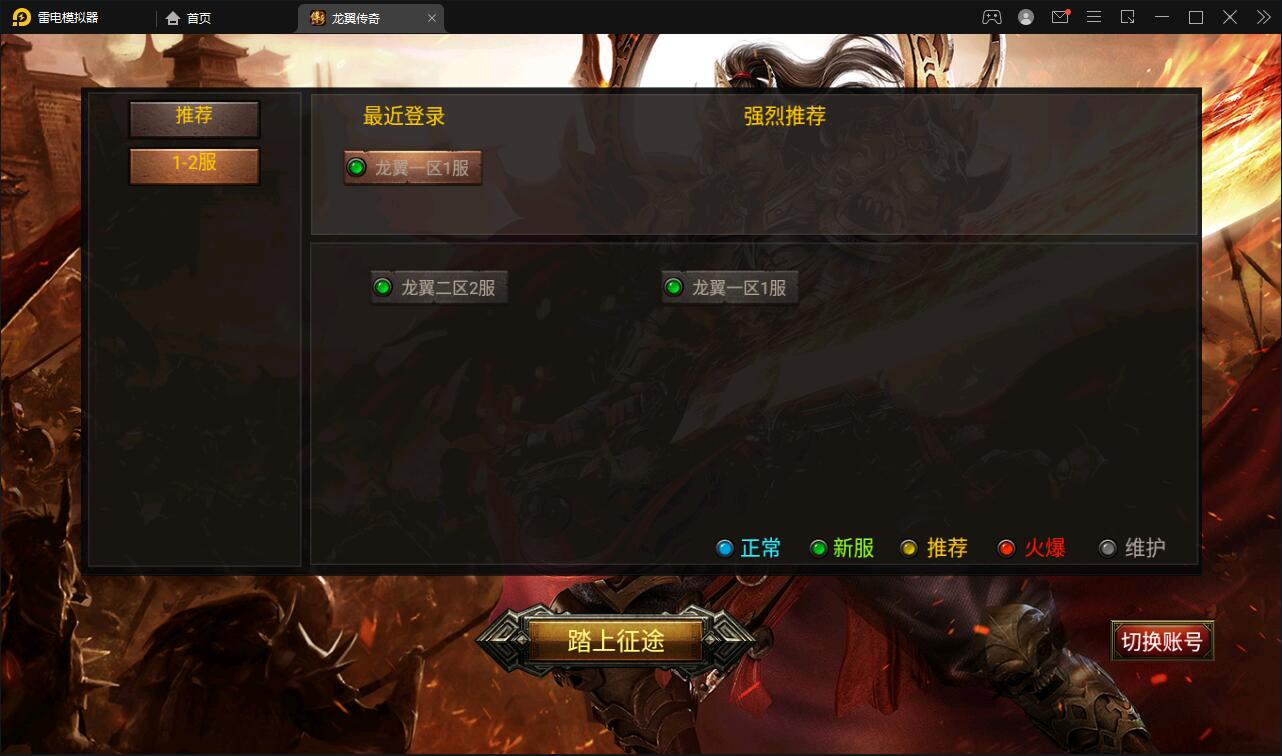 雷电模拟器
首页
龙翼传奇
推荐
1-2服
最近登录
强烈推荐
龙翼一区1服
龙翼二区2服
龙翼一区1服
正常
新服
推荐
火爆
维护
踏上征途
切换账号